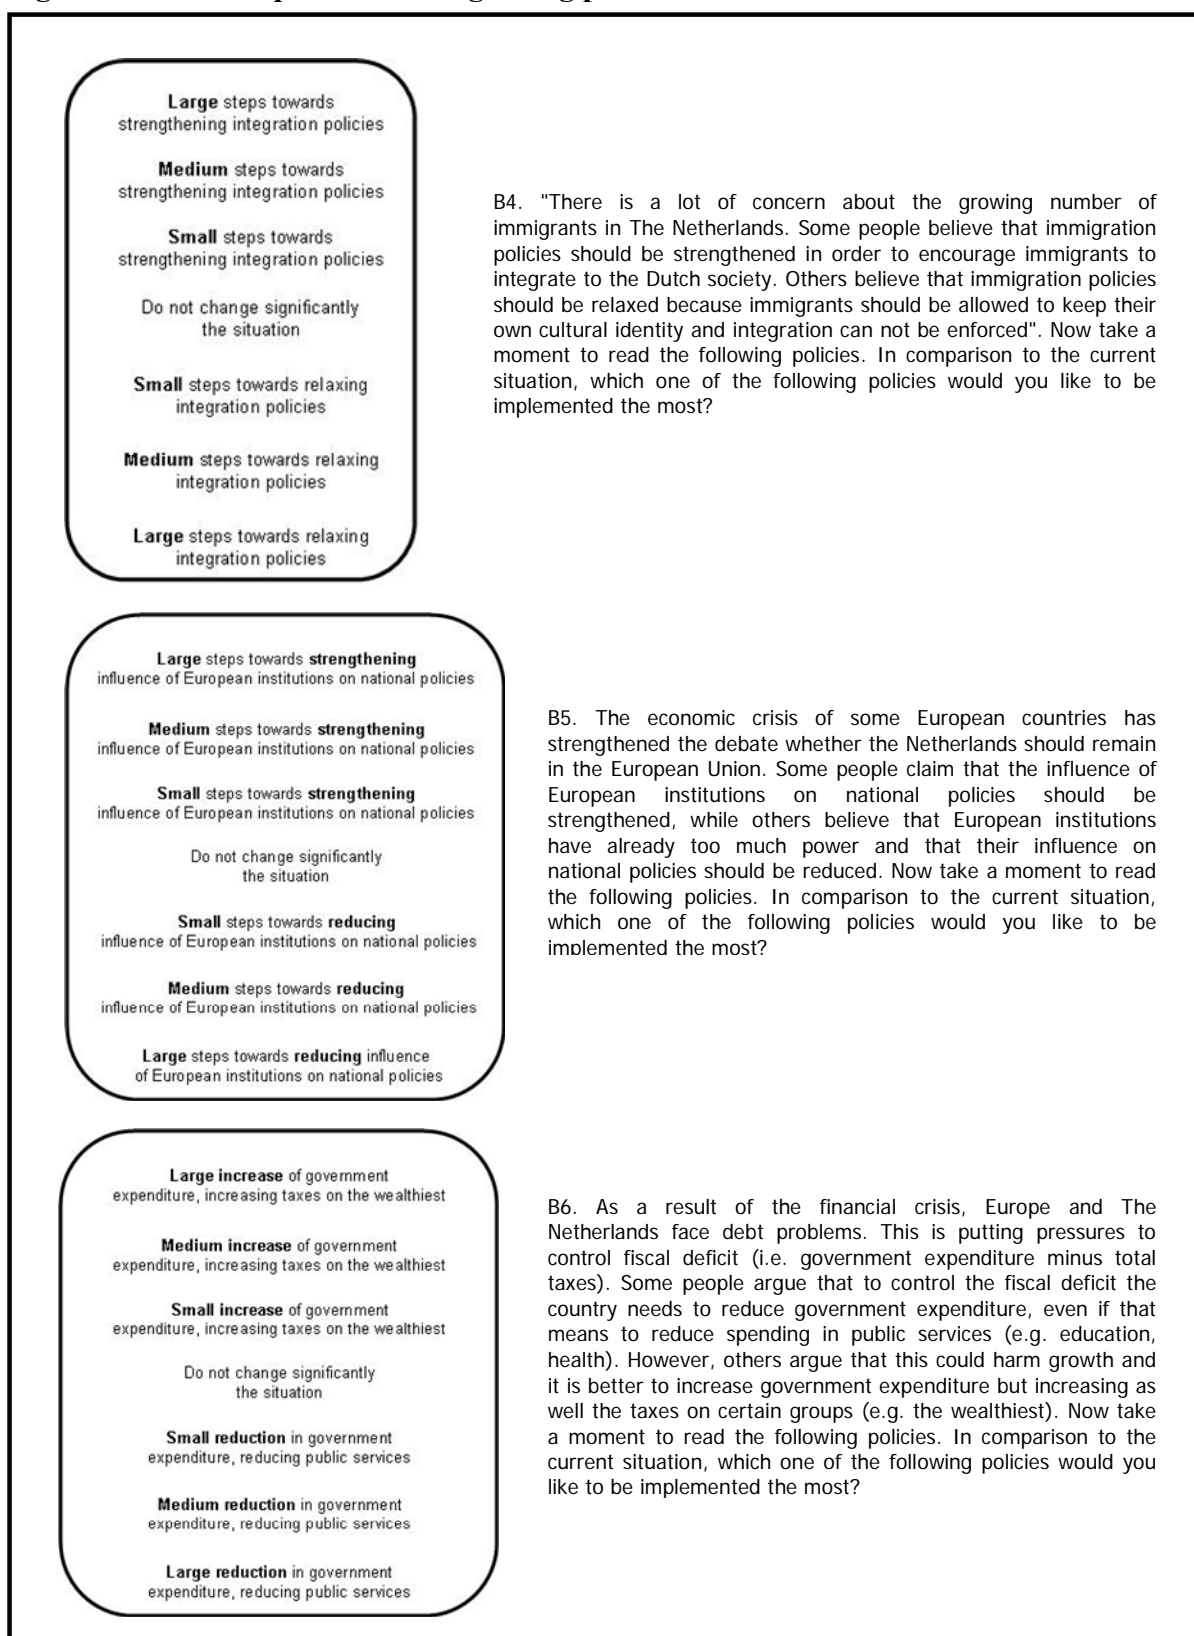 Large steps towards
strengthening integration policies
Medium steps towards
strengthening integration policies
Small steps towards
strengthening integration policies
Do not change significantly
the situation
Small steps towards relaxing
integration policies
Medium steps towards relaxing
integration policies
Large steps towards relaxing
integration policies
B4. "There is a lot of concern about the growing number of
immigrants in The Netherlands. Some people believe that immigration
policies should be strengthened in order to encourage immigrants to
integrate to the Dutch society. Others believe that immigration policies
should be relaxed because immigrants should be allowed to keep their
own cultural identity and integration can not be enforced". Now take a
moment to read the following policies. In comparison to the current
situation, which one of the following policies would you like to be
implemented the most?
Large steps towards strengthening
influence of European institutions on national policies
Medium steps towards strengthening
influence of European institutions on national policies
Small steps towards strengthening
influence of European institutions on national policies
Do not change significantly
the situation
Small steps towards reducing
influence of European institutions on national policies
Medium steps towards reducing
influence of European institutions on national policies
Large steps towards reducing influence
of European institutions on national policies
B5. The economic crisis of some European countries has
strengthened the debate whether the Netherlands should remain
in the European Union. Some people claim that the influence of
European institutions on national policies should be
strengthened, while others believe that European institutions
have already too much power and that their influence on
national policies should be reduced. Now take a moment to read
the following policies. In comparison to the current situation,
which one of the following policies would you like to be
implemented the most?
Large increase of government
expenditure, increasing taxes on the wealthiest
Medium increase of government
expenditure, increasing taxes on the wealthiest
Small increase of government
expenditure, increasing taxes on the wealthiest
Do not change significantly
the situation
Small reduction in government
expenditure, reducing public services
Medium reduction in government
expenditure, reducing public services
Large reduction in government
expenditure, reducing public services
B6. As a result of the financial crisis, Europe and The
Netherlands face debt problems. This is putting pressures to
control fiscal deficit (i.e. government expenditure minus total
taxes). Some people argue that to control the fiscal deficit the
country needs to reduce government expenditure, even if that
means to reduce spending in public services (e.g. education,
health). However, others argue that this could harm growth and
it is better to increase government expenditure but increasing as
well the taxes on certain groups (e.g. the wealthiest). Now take
a moment to read the following policies. In comparison to the
current situation, which one of the following policies would you
like to be implemented the most?